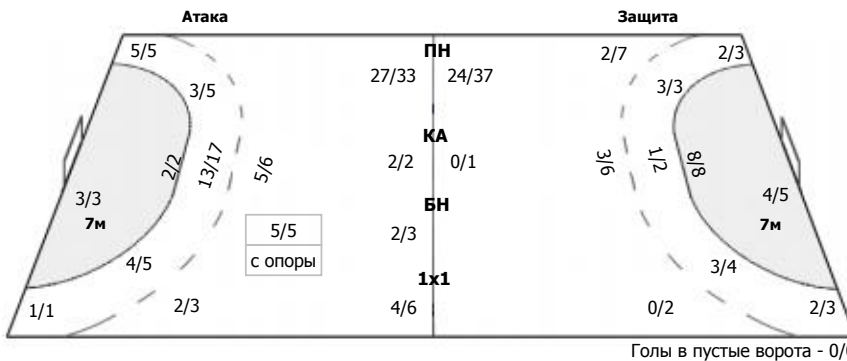 Атака Защита
5/5 ПН 2/7 2/3
27/33 24/37
3/5 3/3
КА
2/2 13/17 5/6 2/2 0/1 3/6 1/2 8/8
3/3 4/5
7м БН 7м
5/5 2/3
с опоры
4/5 3/4
1x1
1/1 2/3 4/6 0/2 2/3
Голы в пустые ворота - 0/